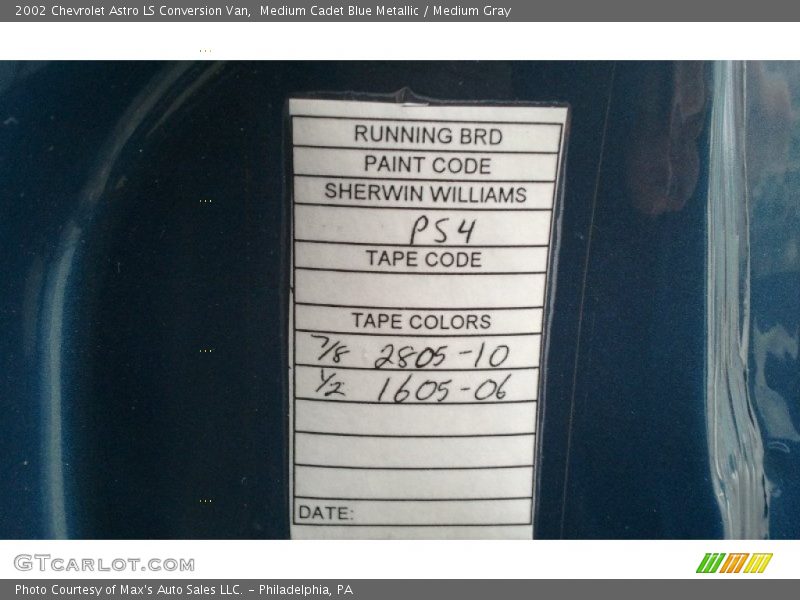 2002 Chevrolet Astro LS Conversion Van,  Medium Cadet Blue Metallic / Medium Gray
RUNNING BRD
PAINT CODE
SHERWIN WILLIAMS
PS4
TAPE CODE
TAPE COLORS
7/8 2805-10
1/2 1605-06
DATE:
GTCARLOT.COM
Photo Courtesy of Max's Auto Sales LLC. - Philadelphia, PA